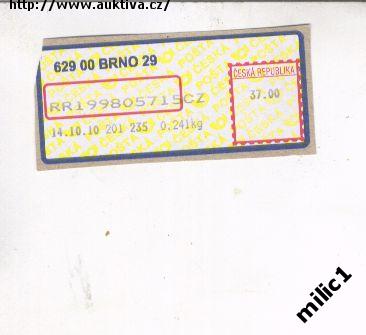 http://www.auktiva.cz/
629 00 BRNO 29
ČESKÁ REPUBLIKA
RR199805715CZ
37.00
14.10.10 201 235 0.241kg
milic1